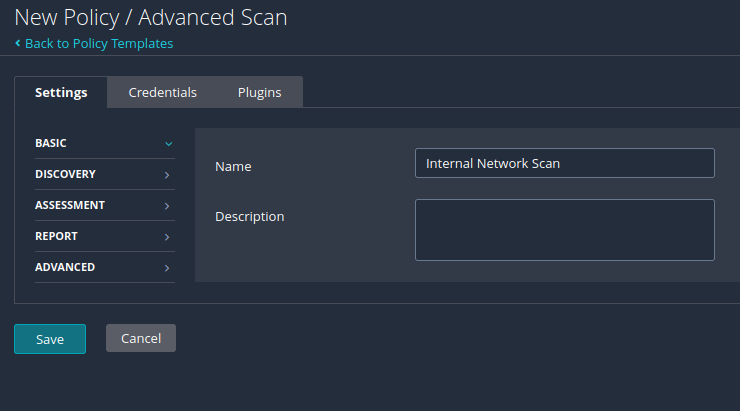 New Policy / Advanced Scan
Back to Policy Templates
Settings Credentials Plugins
BASIC
DISCOVERY
ASSESSMENT
REPORT
ADVANCED
Name Internal Network Scan
Description
Save Cancel